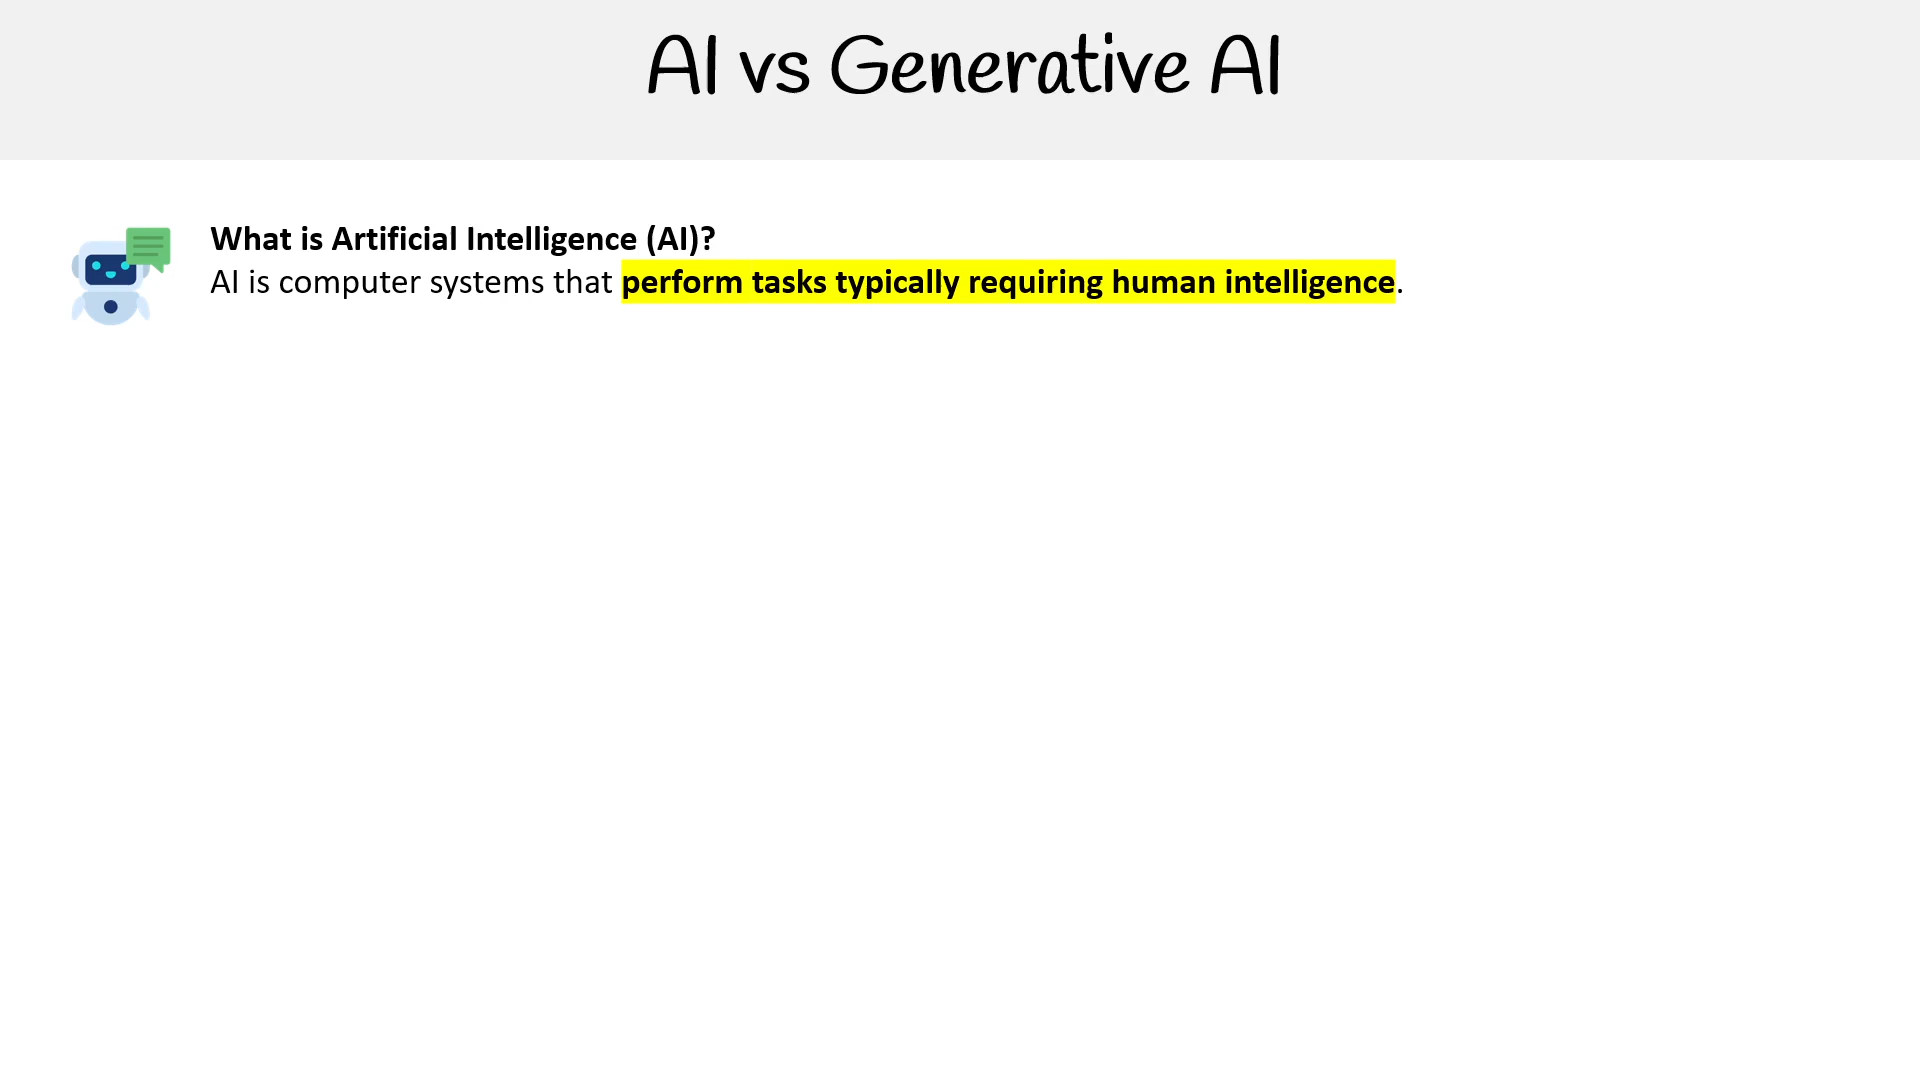 AI vs Generative AI
What is Artificial Intelligence (AI)?
AI is computer systems that perform tasks typically requiring human intelligence.